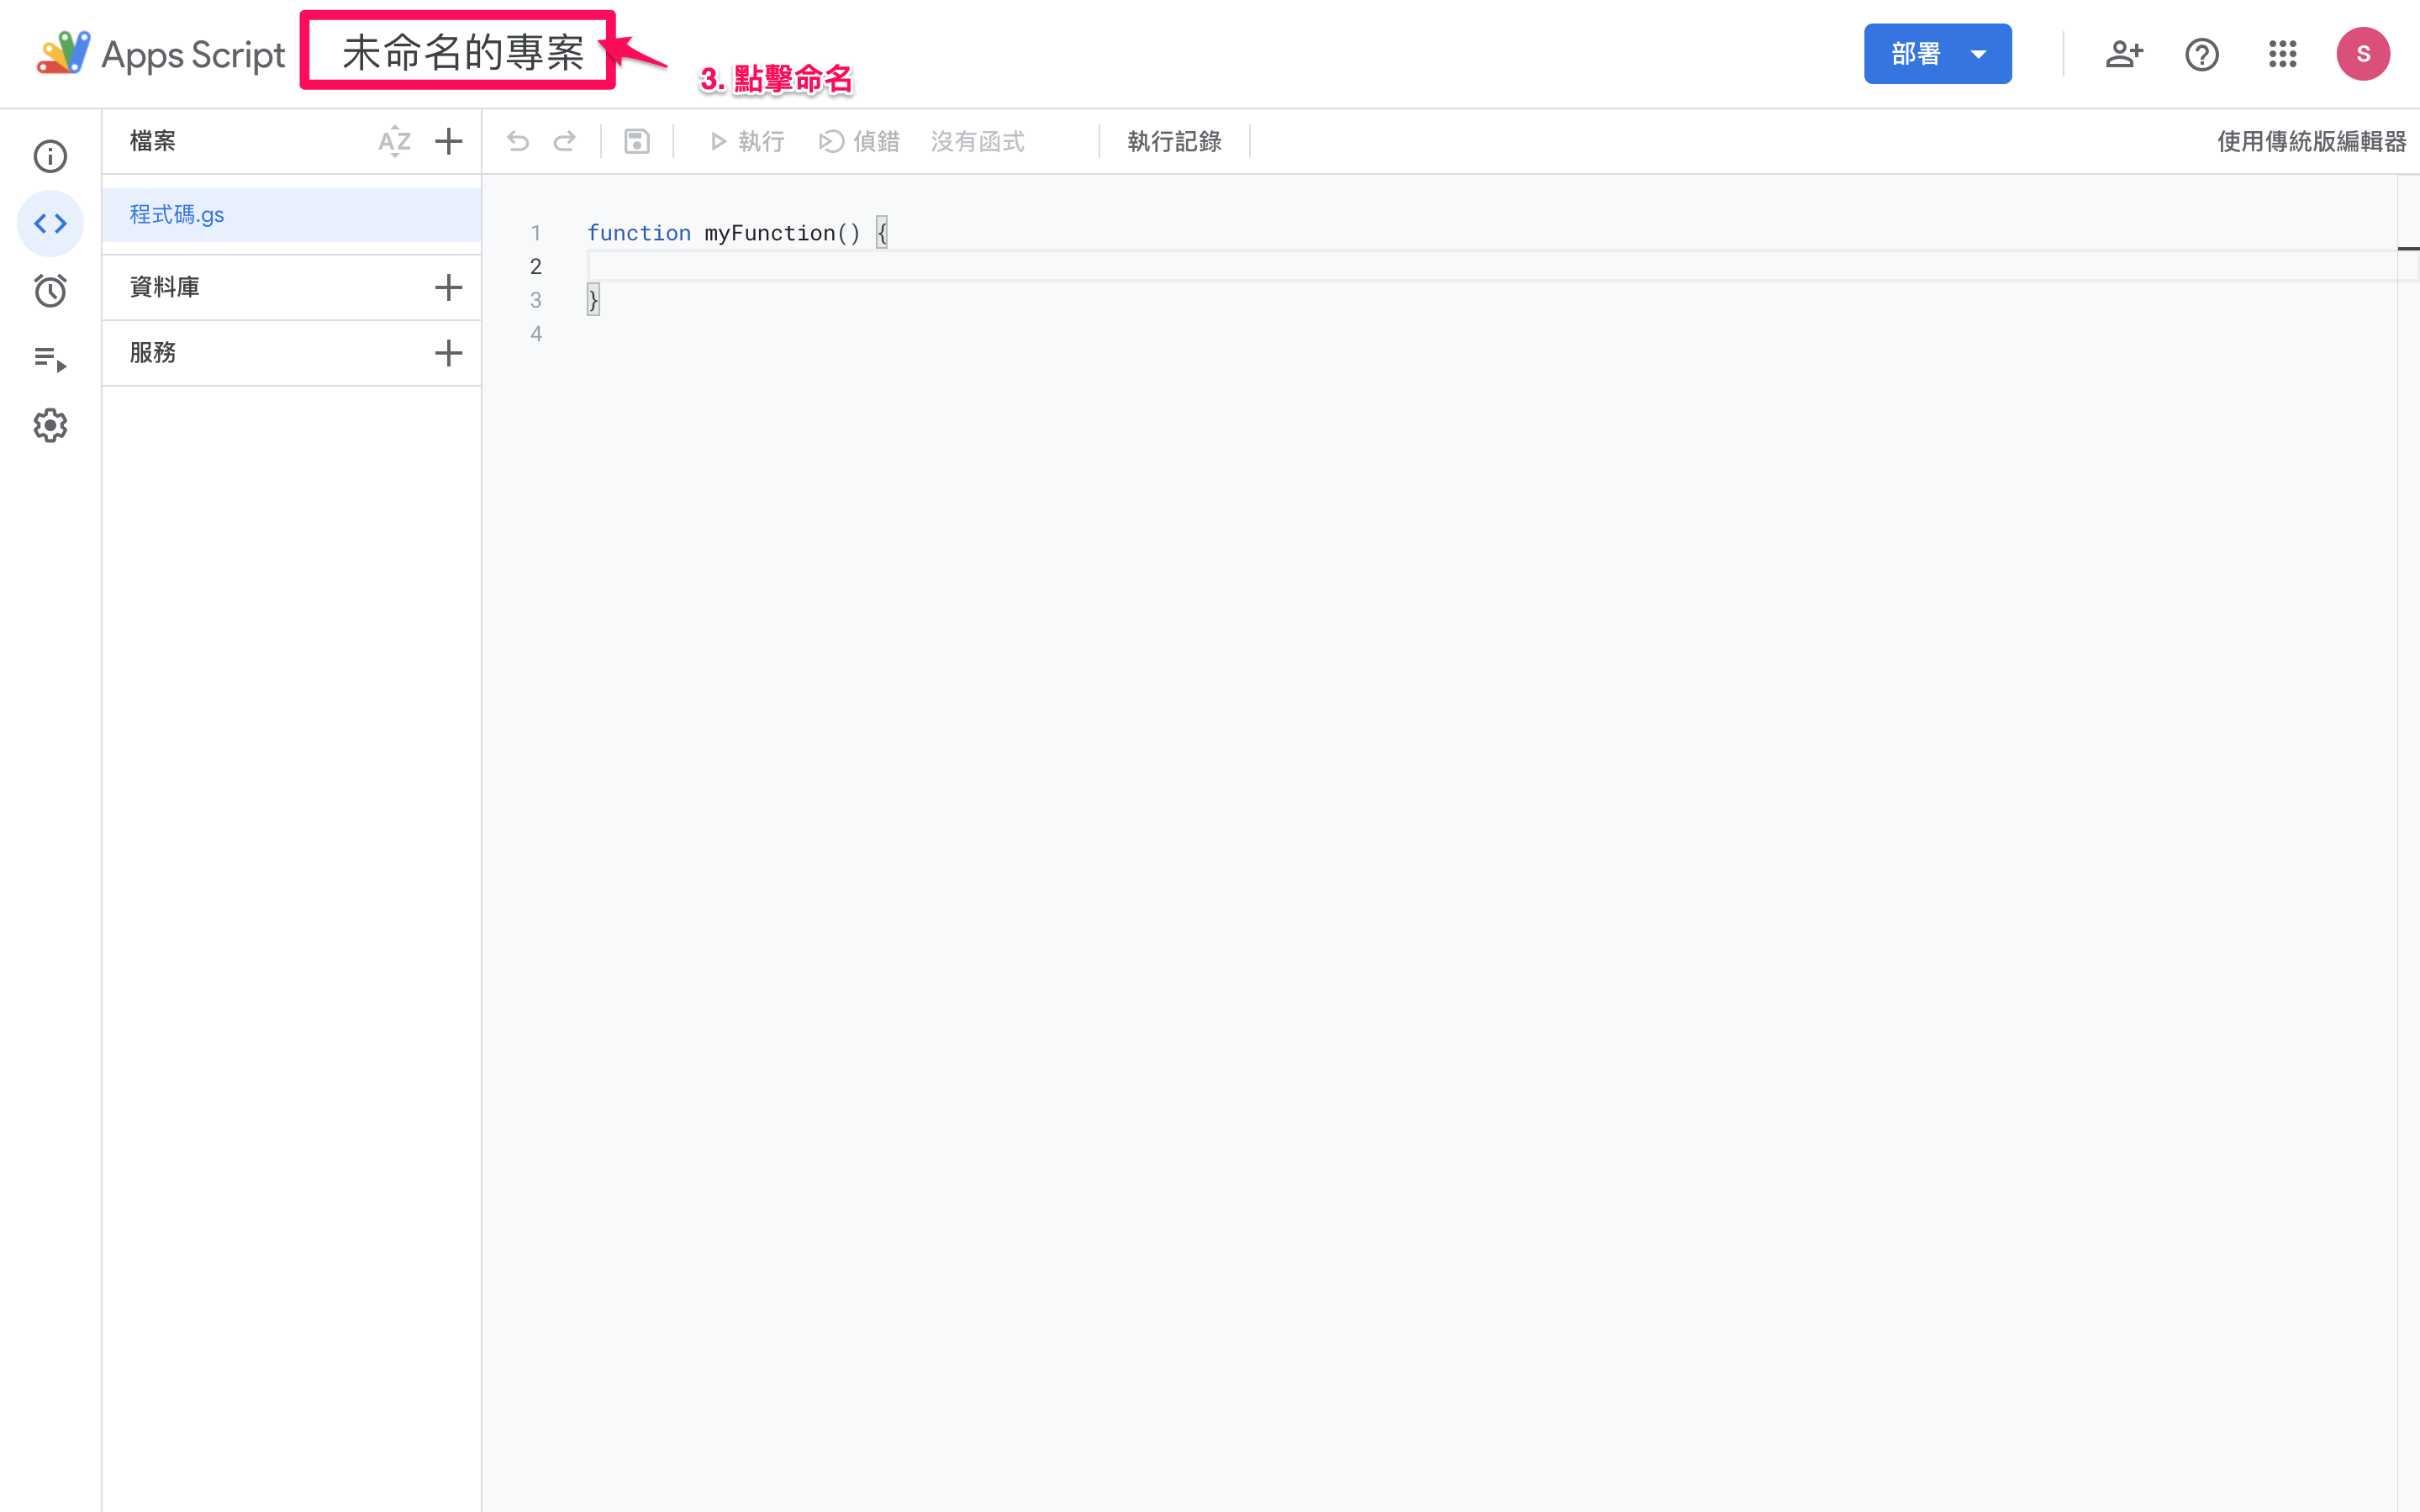 Apps Script 未命名的專案
3. 點擊命名
部署
S
檔案
AZ
執行 偵錯 沒有函式 執行記錄 使用傳統版編輯器
程式碼.gs
資料庫
服務
1 function myFunction() {
2
3 }
4